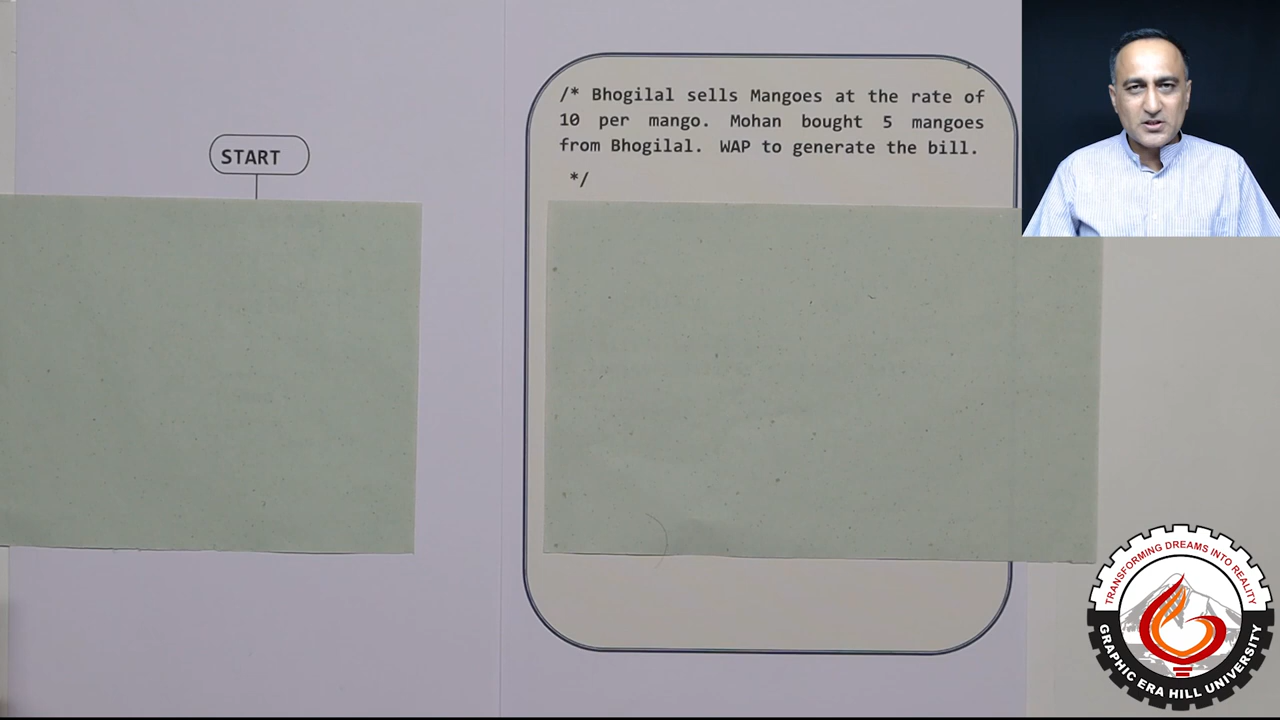 START
/* Bhogilal sells Mangoes at the rate of
10 per mango. Mohan bought 5 mangoes
from Bhogilal. WAP to generate the bill.
*/
TRANSFORMING DREAMS INTO REALITY
GRAPHIC ERA HILL UNIVERSITY